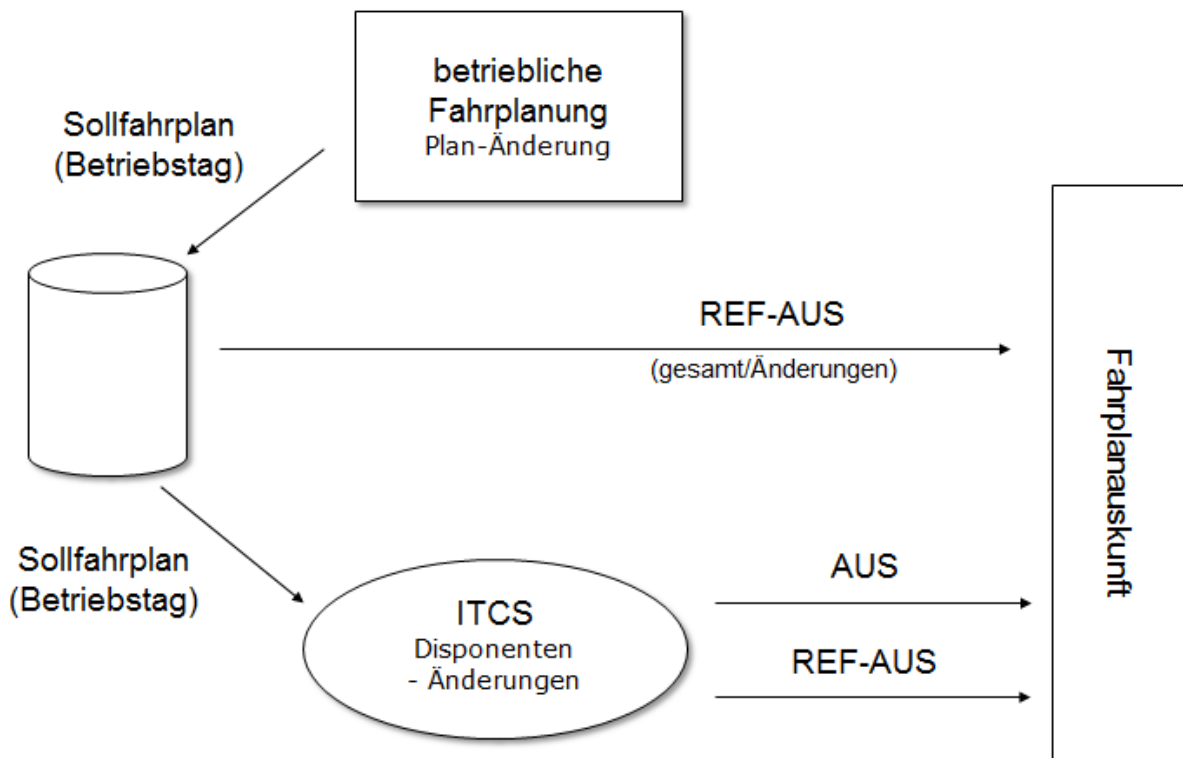 betriebliche
Fahrplanung
Plan-Änderung
Sollfahrplan
(Betriebstag)
REF-AUS
(gesamt/Änderungen)
Fahrplanauskunft
Sollfahrplan
(Betriebstag)
ITCS
Disponenten
- Änderungen
AUS
REF-AUS